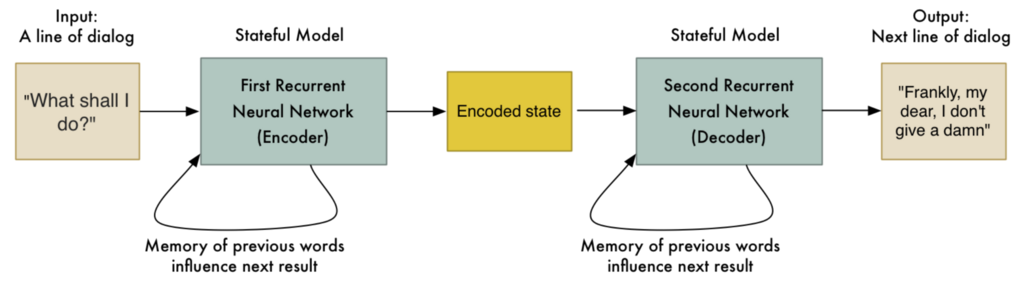 Input:
A line of dialog
"What shall I
do?"
Stateful Model
First Recurrent
Neural Network
(Encoder)
Memory of previous words
influence next result
Encoded state
Stateful Model
Second Recurrent
Neural Network
(Decoder)
Memory of previous words
influence next result
Output:
Next line of dialog
"Frankly, my
dear, I don't
give a damn"